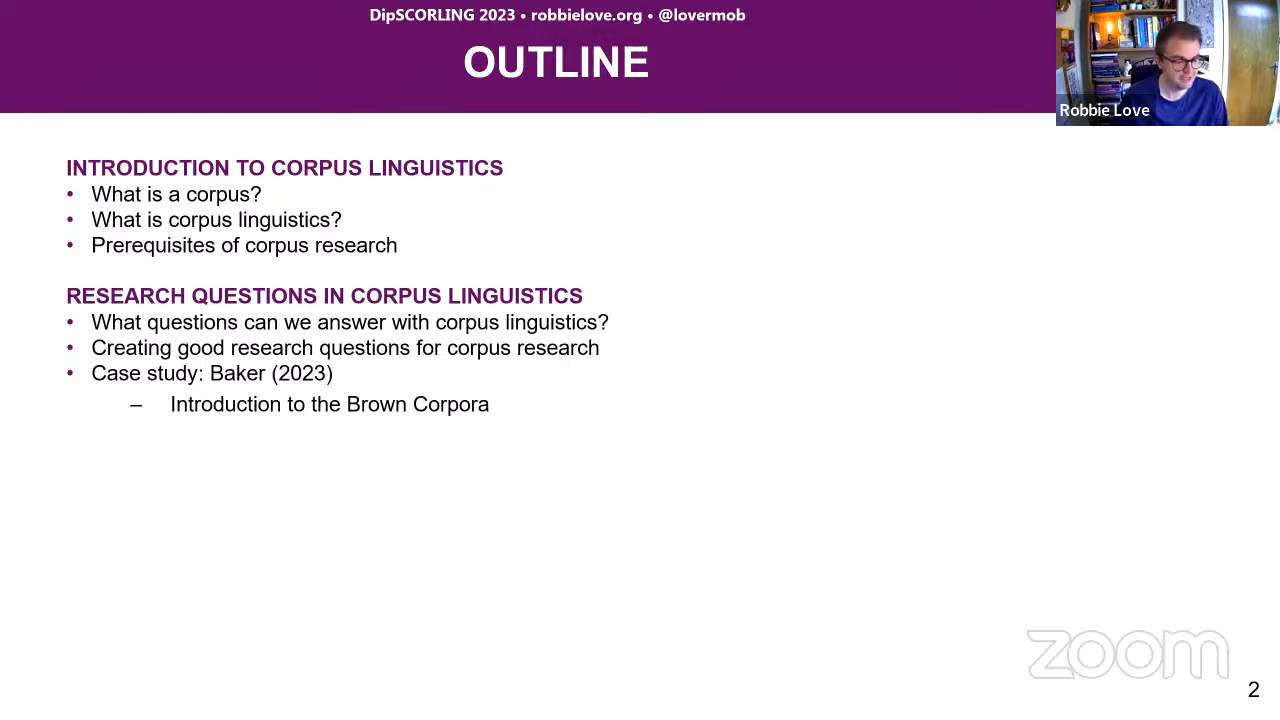 DipSCORLING 2023 • robbielove.org • @lovermob
OUTLINE
Robbie Love
INTRODUCTION TO CORPUS LINGUISTICS
• What is a corpus?
• What is corpus linguistics?
• Prerequisites of corpus research
RESEARCH QUESTIONS IN CORPUS LINGUISTICS
• What questions can we answer with corpus linguistics?
• Creating good research questions for corpus research
• Case study: Baker (2023)
– Introduction to the Brown Corpora
zoom
2